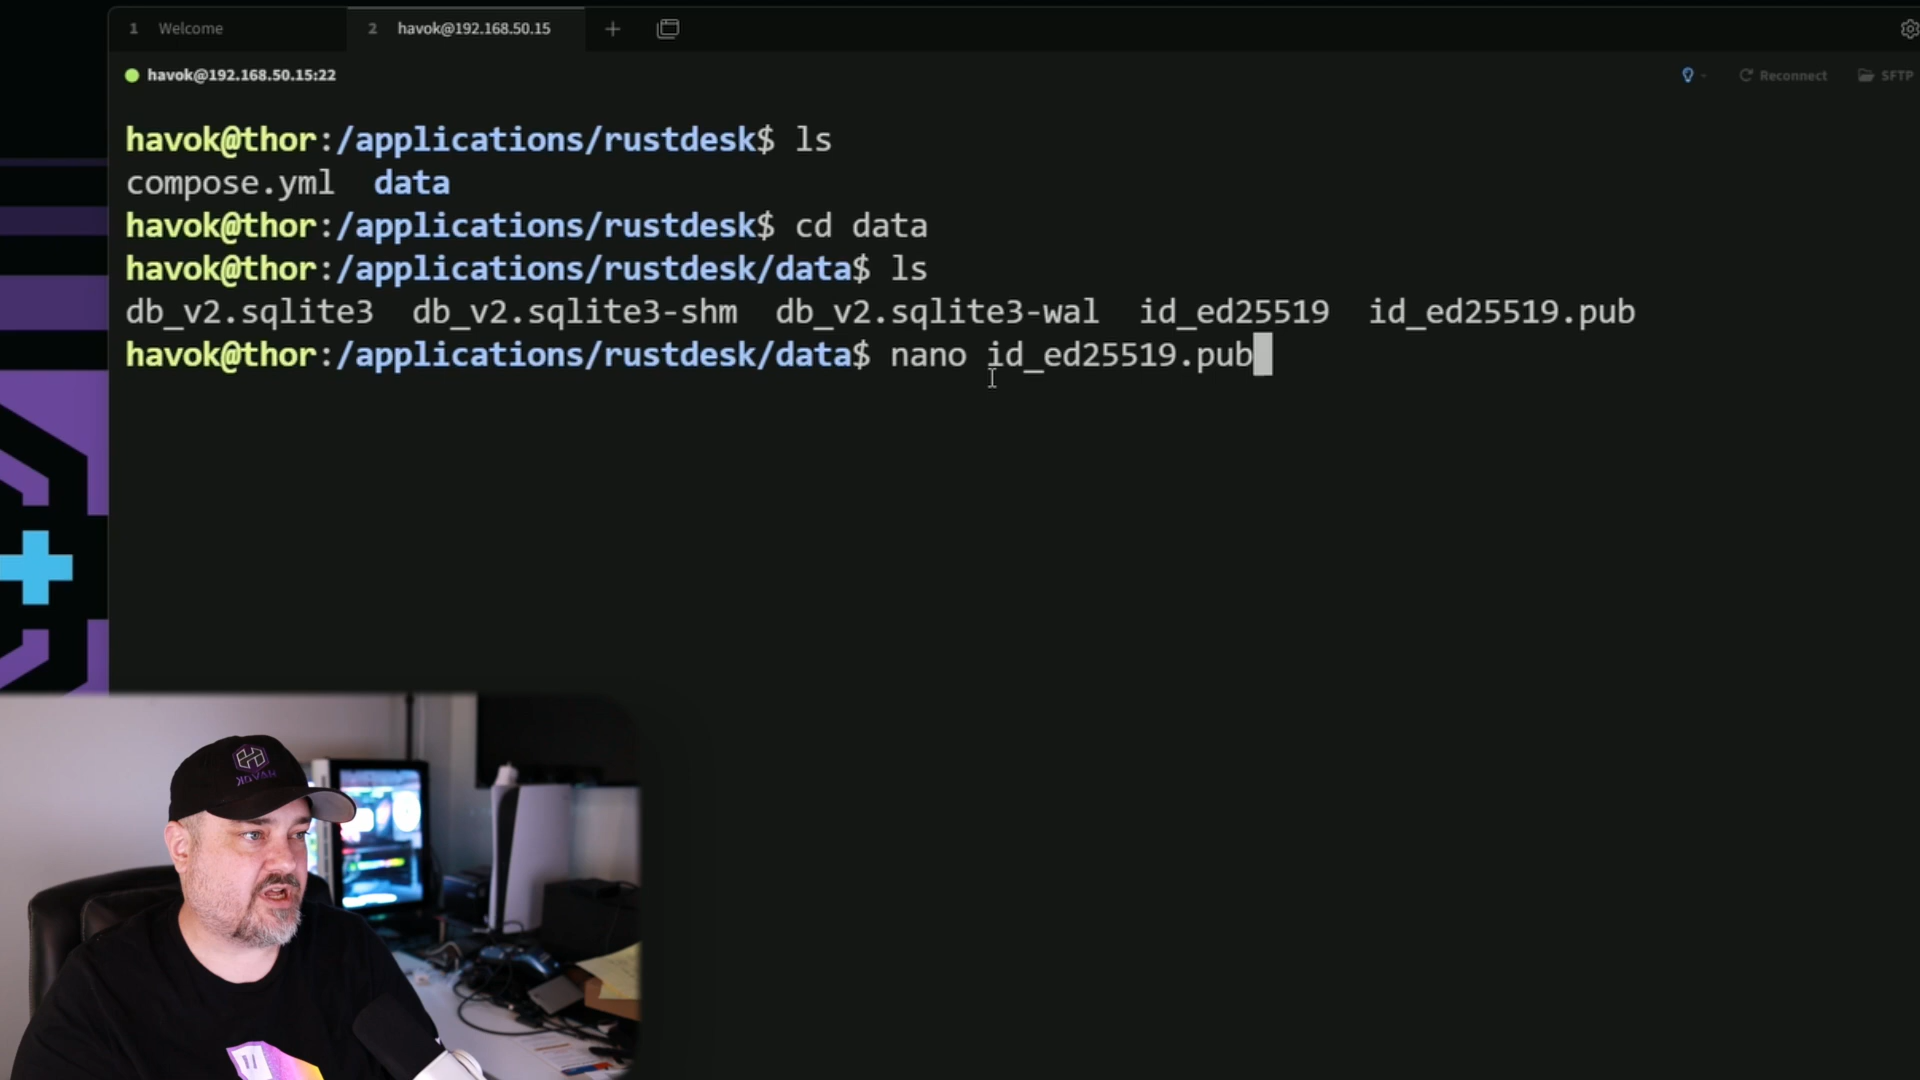 1 Welcome 2 havok@192.168.50.15
havok@192.168.50.15:22 Reconnect SFTP
havok@thor:/applications/rustdesk$ ls
compose.yml data
havok@thor:/applications/rustdesk$ cd data
havok@thor:/applications/rustdesk/data$ ls
db_v2.sqlite3 db_v2.sqlite3-shm db_v2.sqlite3-wal id_ed25519 id_ed25519.pub
havok@thor:/applications/rustdesk/data$ nano id_ed25519.pub